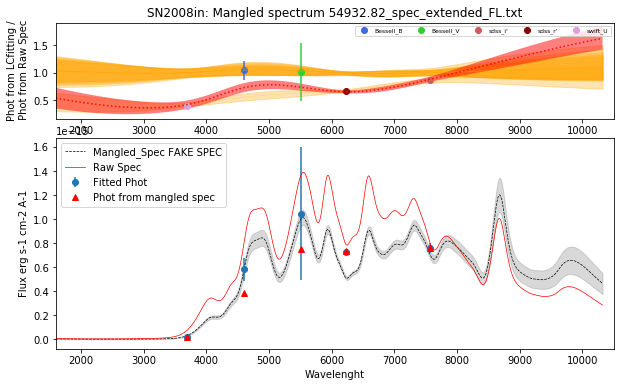 SN2008in: Mangled spectrum 54932.82_spec_extended_FL.txt
Phot from LCfitting /
Phot from Raw Spec
1.5
1.0
0.5
Bessell_B
Bessell_V
sdss_i'
sdss_r'
swift_U
2000 3000 4000 5000 6000 7000 8000 9000 10000
Flux erg s-1 cm-2 A-1
1.6
1.4
1.2
1.0
0.8
0.6
0.4
0.2
0.0
Mangled_Spec FAKE SPEC
Raw Spec
Fitted Phot
Phot from mangled spec
2000 3000 4000 5000 6000 7000 8000 9000 10000
Wavelenght